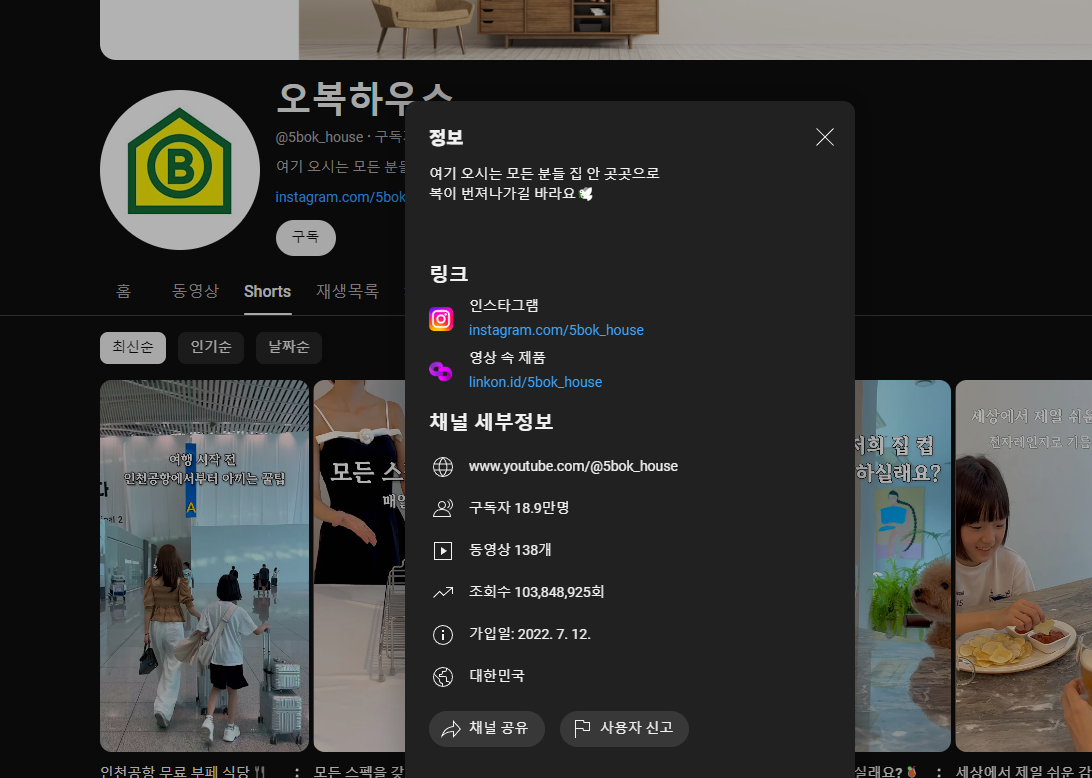 오복하우스
@5bok_house · 구독
여기 오시는 모든 분들
instagram.com/5bok
구독
홈
동영상
Shorts
재생목록
최신순
인기순
날짜순
정보
여기 오시는 모든 분들 집 안 곳곳으로
복이 번져나가길 바라요🕊️
링크
인스타그램
instagram.com/5bok_house
영상 속 제품
linkon.id/5bok_house
채널 세부정보
www.youtube.com/@5bok_house
구독자 18.9만명
동영상 138개
조회수 103,848,925회
가입일: 2022. 7. 12.
대한민국
채널 공유
사용자 신고
B
여행 시작 전
인천공항에서부터 아끼는 꿀팁
A
모든 스
매일
저희 집 컵
하실래요?
세상에서 제일 쉬운
전자레인지로 기름
인천공항 무료 뷔페 식당🍴
모든 스펙을 갖
실래요?
세상에서 제일 쉬운 감